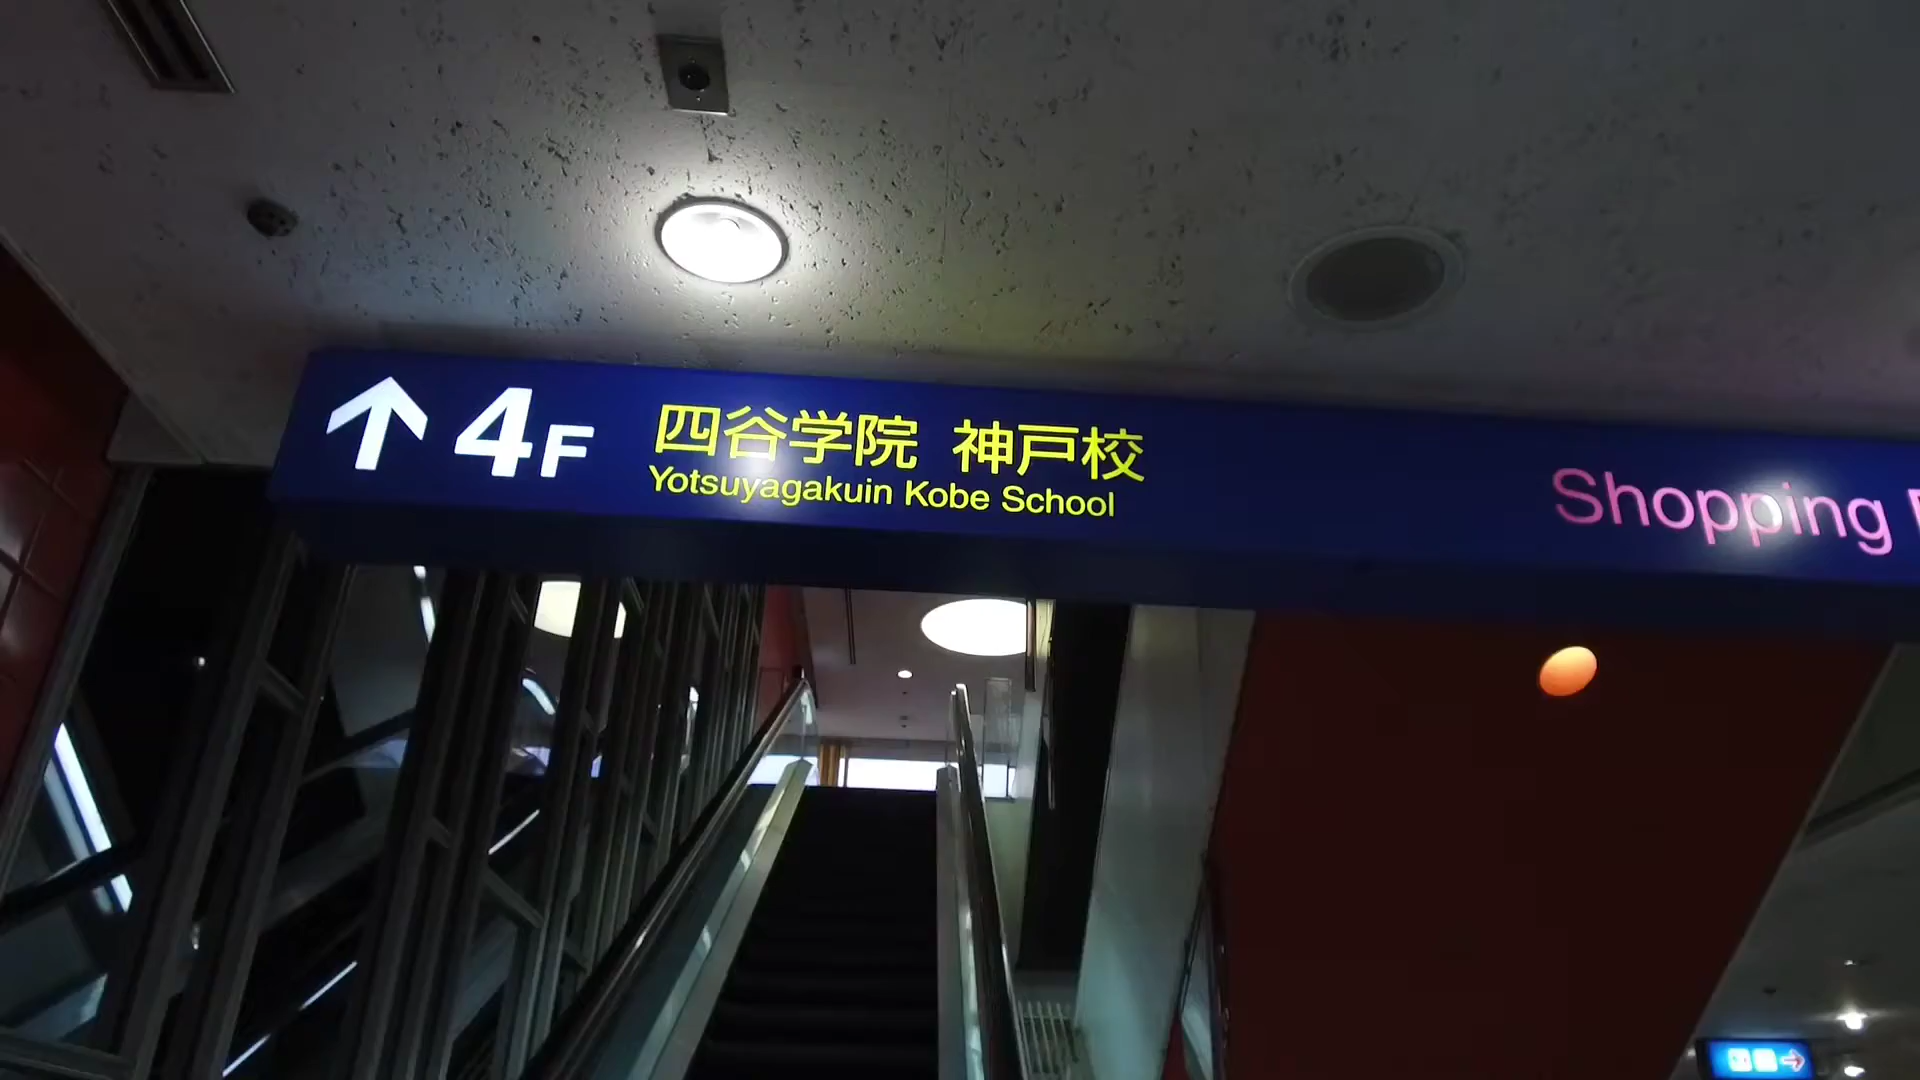 ↑ 4F
四谷学院 神戸校
Yotsuyagakuin Kobe School
Shopping